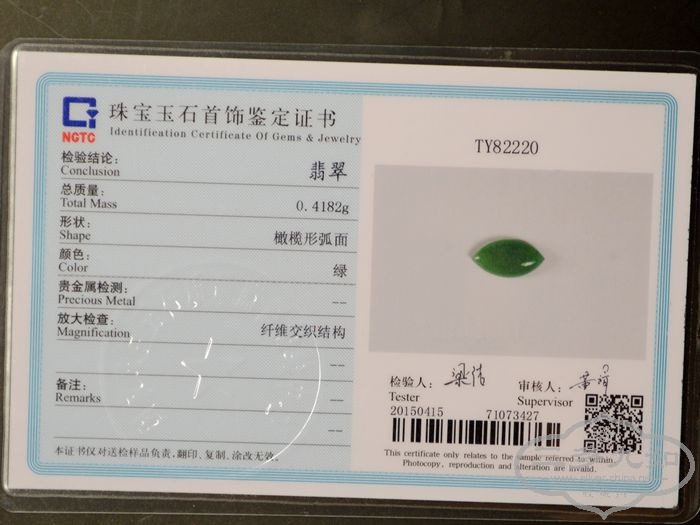 NGTC
珠宝玉石首饰鉴定证书
Identification Certificate Of Gems & Jewelry
检验结论：
Conclusion
翡翠
总质量：
Total Mass
0.4182g
形状：
Shape
橄榄形弧面
颜色：
Color
绿
贵金属检测：
Precious Metal
--
放大检查：
Magnification
纤维交织结构
--
备注：
Remarks
--
--
本证书仅对送检样品负责，翻印、复制、涂改无效。
TY82220
检验人：
Tester
审核人：
Supervisor
20150415
71073427
This certificate only relates to the sample referred to within.
Photocopy, reproduction and alteration are invalid.